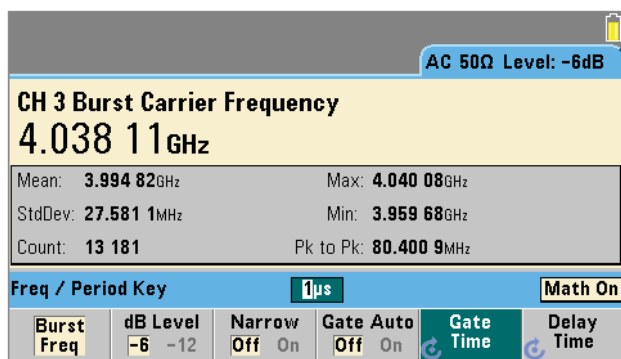 AC 50Ω Level: -6dB
CH 3 Burst Carrier Frequency
4.038 11GHz
Mean: 3.994 82GHz Max: 4.040 08GHz
StdDev: 27.581 1MHz Min: 3.959 68GHz
Count: 13 181 Pk to Pk: 80.400 9MHz
Freq / Period Key 1µs Math On
Burst dB Level Narrow Gate Auto Gate Delay
Freq -6 -12 Off On Off On Time Time